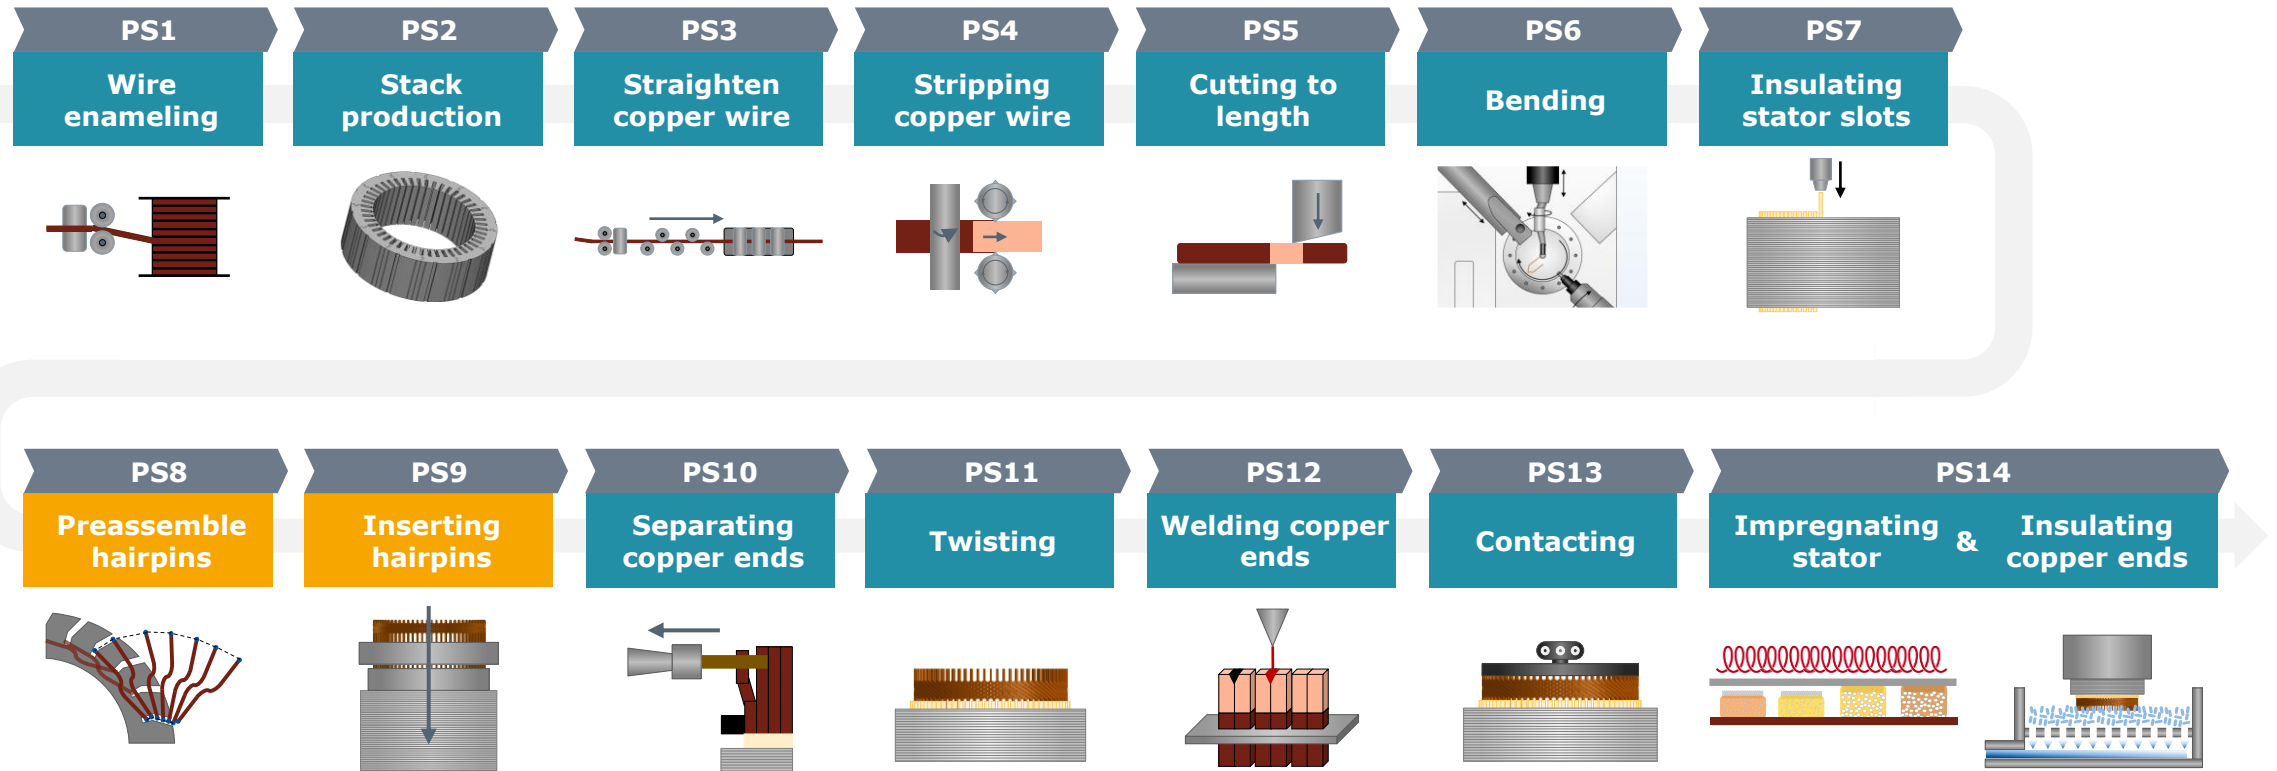 PS1
Wire
enameling
PS2
Stack
production
PS3
Straighten
copper wire
PS4
Stripping
copper wire
PS5
Cutting to
length
PS6
Bending
PS7
Insulating
stator slots
PS8
Preassemble
hairpins
PS9
Inserting
hairpins
PS10
Separating
copper ends
PS11
Twisting
PS12
Welding copper
ends
PS13
Contacting
PS14
Impregnating
stator
&
Insulating
copper ends